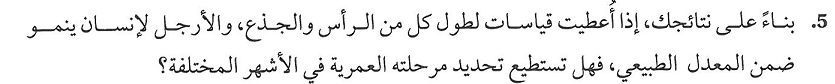 5. بناءً على نتائجك، إذا أُعطيت قياسات لطول كل من الرأس والجذع، والأرجل لإنسان ينمو
ضمن المعدل الطبيعي، فهل تستطيع تحديد مرحلته العمرية في الأشهر المختلفة؟